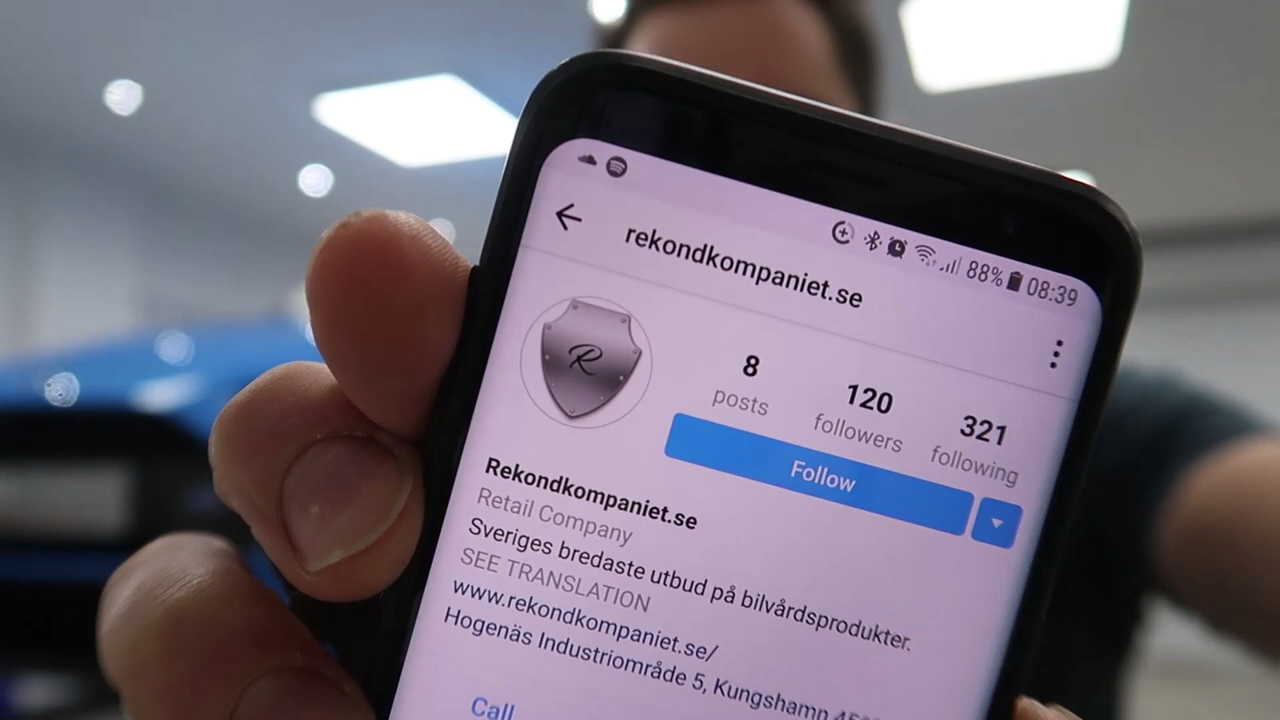 88% 08:39
rekondkompaniet.se
R
8 120 321
posts followers following
Follow
Rekondkompaniet.se
Retail Company
Sveriges bredaste utbud på bilvårdsprodukter.
SEE TRANSLATION
www.rekondkompaniet.se/
Hogenäs Industriområde 5, Kungshamn
Call